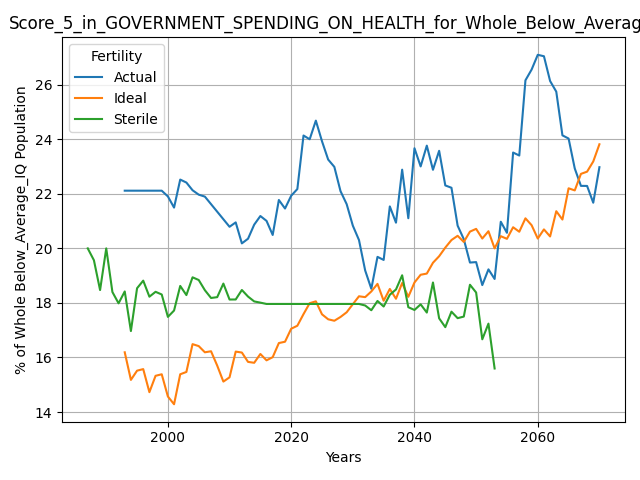 Score_5_in_GOVERNMENT_SPENDING_ON_HEALTH_for_Whole_Below_Averag
Fertility
Actual
Ideal
Sterile
% of Whole Below_Average_IQ Population
26
24
22
20
18
16
14
2000 2020 2040 2060
Years